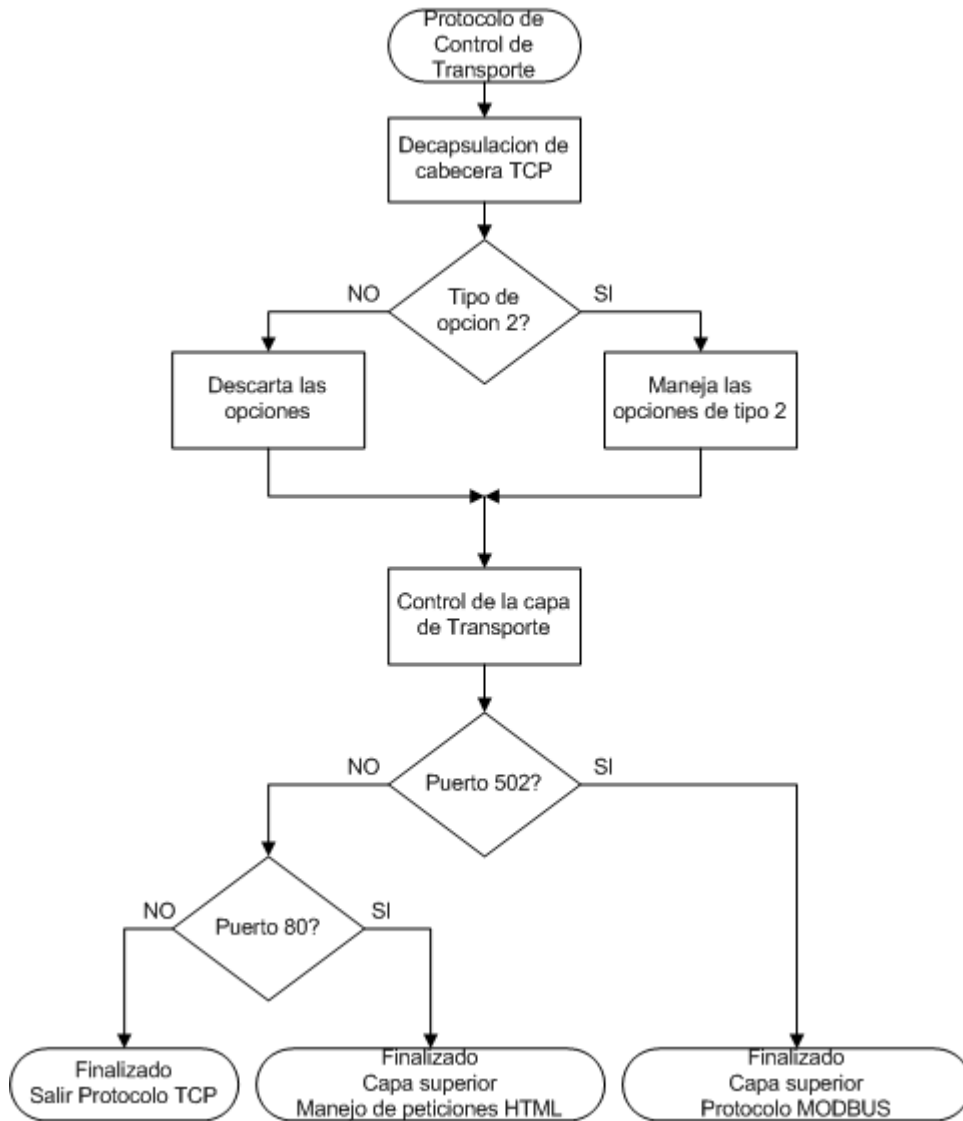 Protocolo de
Control de
Transporte
Decapsulacion de
cabecera TCP
NO
Tipo de
opcion 2?
SI
Descarta las
opciones
Maneja las
opciones de tipo 2
Control de la capa
de Transporte
NO
Puerto 502?
SI
NO
Puerto 80?
SI
Finalizado
Salir Protocolo TCP
Finalizado
Capa superior
Manejo de peticiones HTML
Finalizado
Capa superior
Protocolo MODBUS